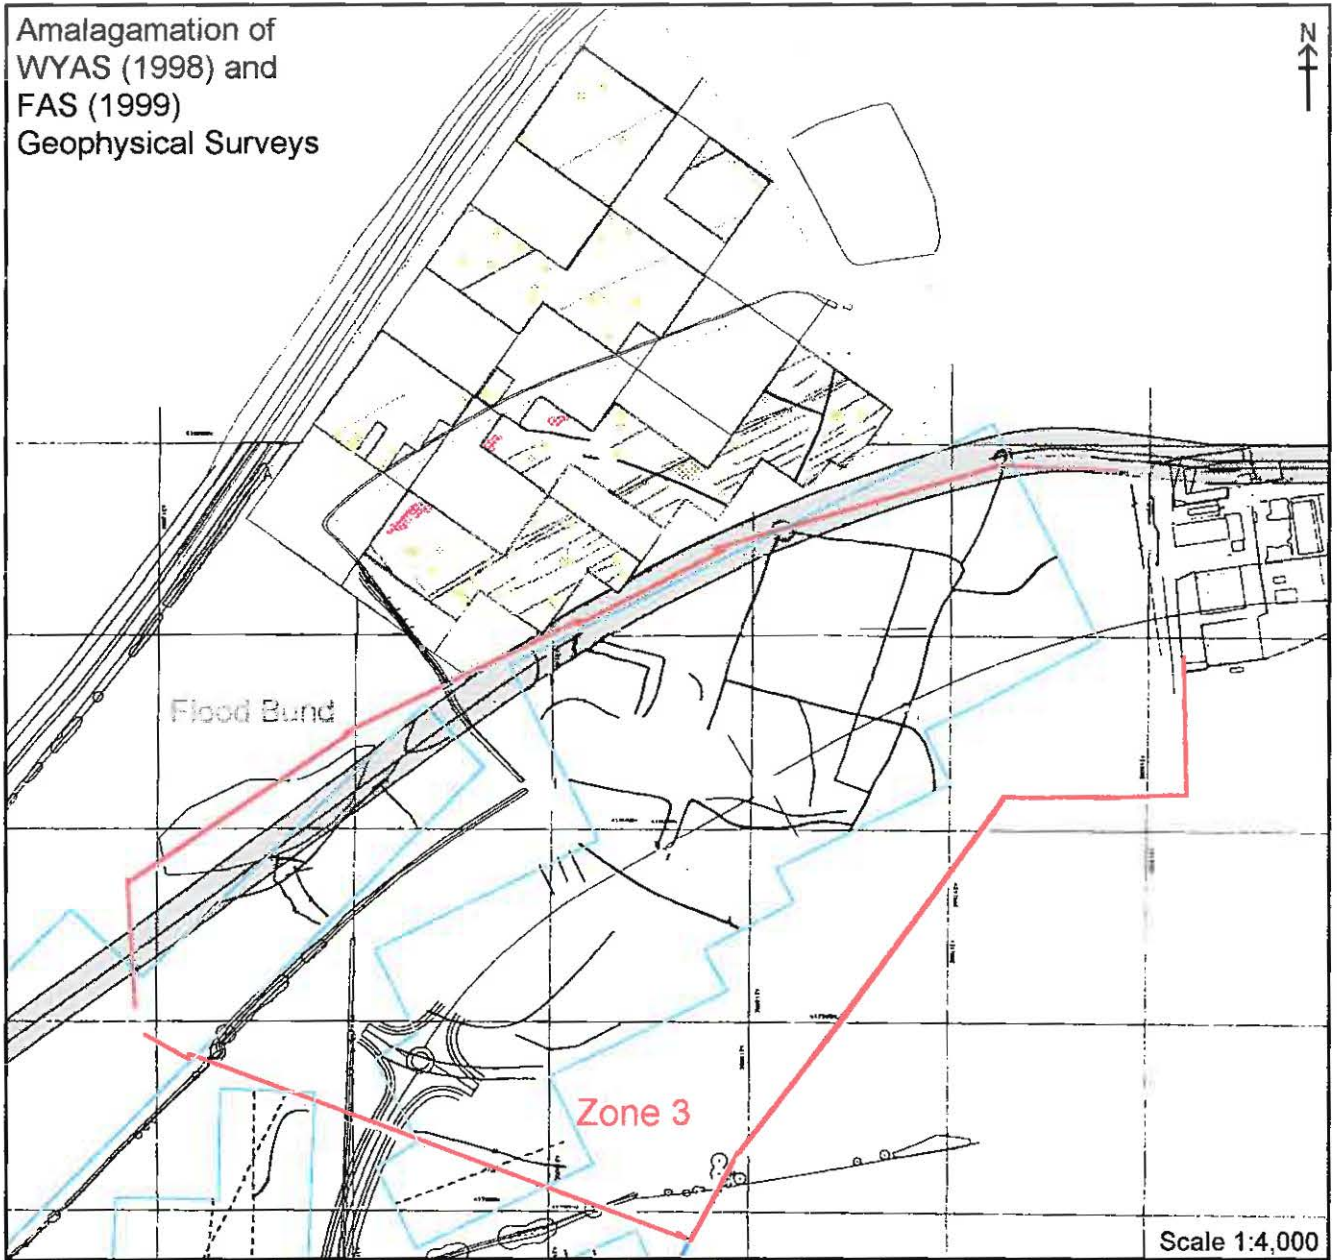 Amalagamation of
WYAS (1998) and
FAS (1999)
Geophysical Surveys
N
Flood Bund
Zone 3
Scale 1:4,000